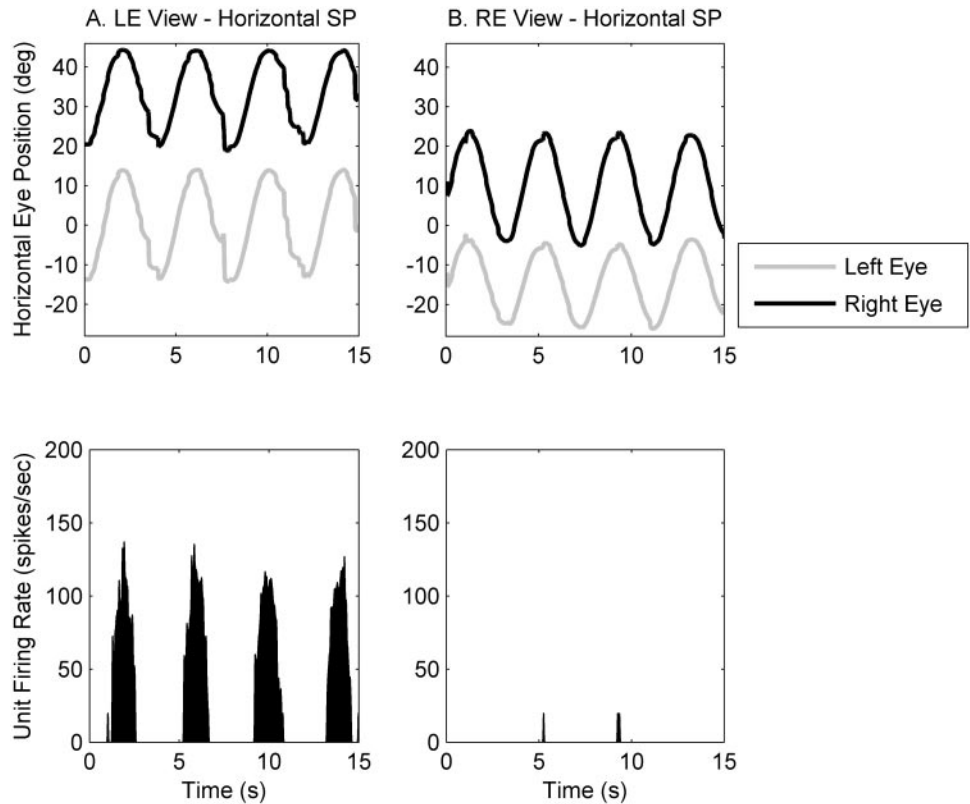 A. LE View - Horizontal SP
B. RE View - Horizontal SP
Horizontal Eye Position (deg)
40
30
20
10
0
-10
-20
0 5 10 15
40
30
20
10
0
-10
-20
0 5 10 15
Left Eye
Right Eye
Unit Firing Rate (spikes/sec)
200
150
100
50
0
0 5 10 15
Time (s)
200
150
100
50
0
0 5 10 15
Time (s)